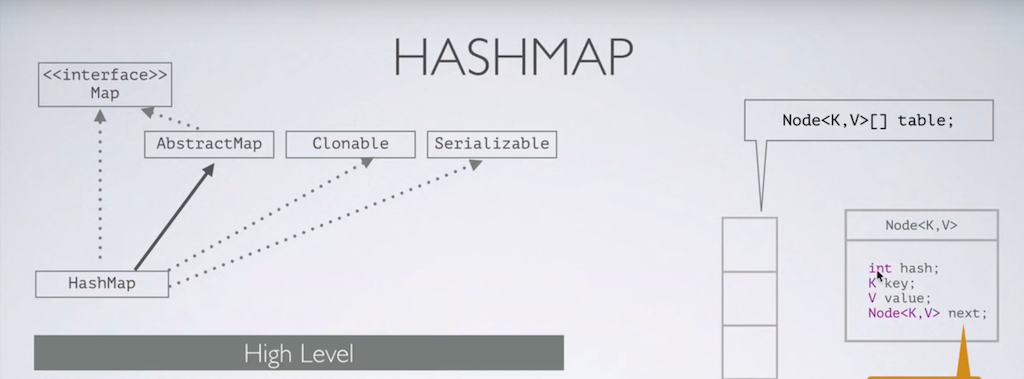 HASHMAP
<<interface>>
Map
AbstractMap
Clonable
Serializable
HashMap
High Level
Node<K,V>[] table;
Node<K,V>
int hash;
K key;
V value;
Node<K,V> next;